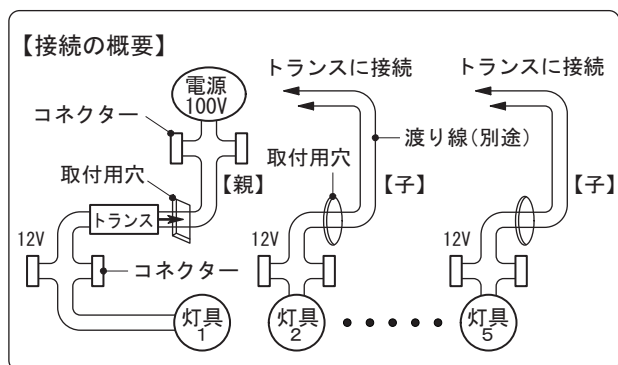 【接続の概要】
電源
100V
コネクター
取付用穴
【親】
トランス
12V
コネクター
灯具
1
トランスに接続
渡り線(別途)
取付用穴
【子】
12V
灯具
2
トランスに接続
【子】
12V
灯具
5